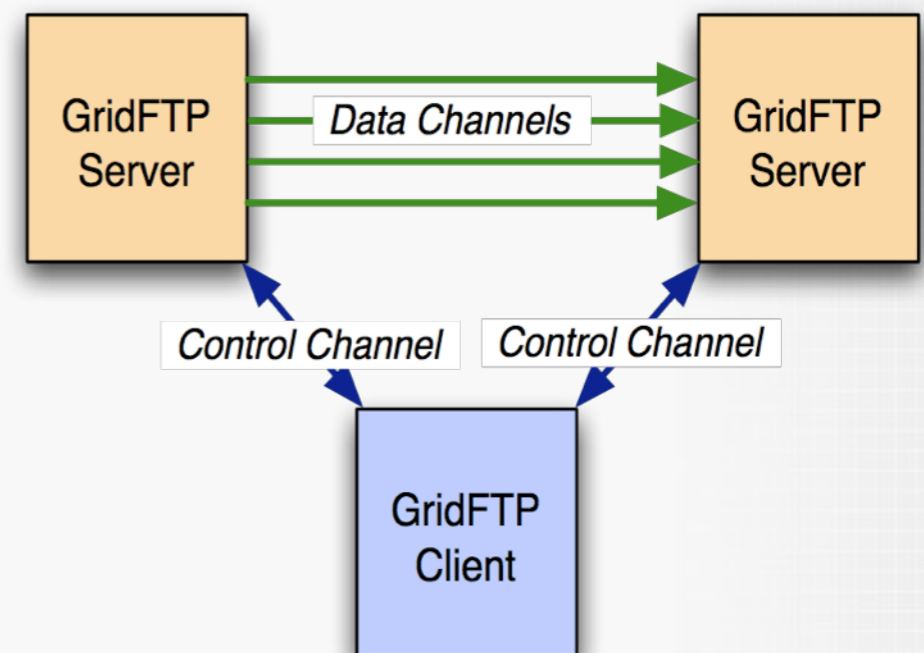 GridFTP
Server
Data Channels
GridFTP
Server
Control Channel
Control Channel
GridFTP
Client